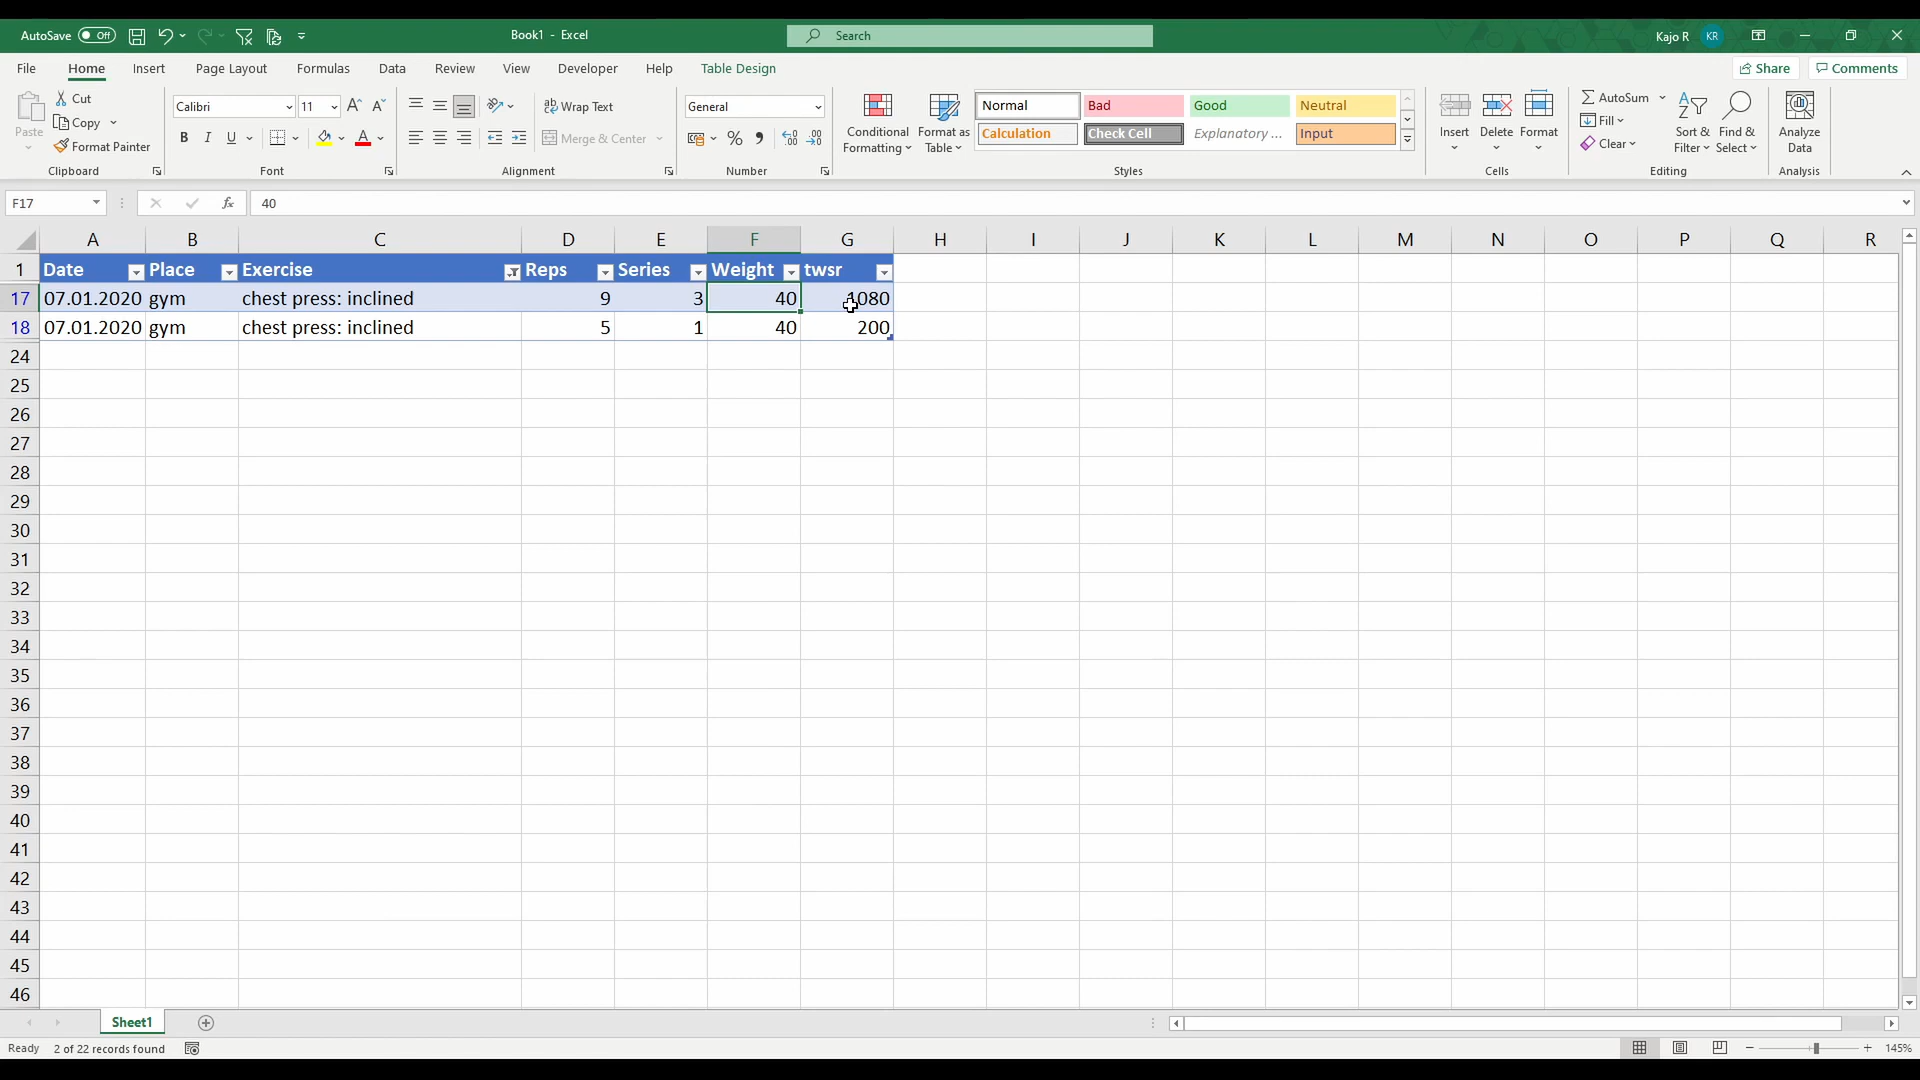 AutoSave Off Book1 - Excel Search Kajo R KR
File Home Insert Page Layout Formulas Data Review View Developer Help Table Design Share Comments
Paste Cut Copy Format Painter
Calibri 11
B I U A
Wrap Text
Merge & Center
General
%
Conditional Formatting Format as Table
Normal Bad Good Neutral
Calculation Check Cell Explanatory ... Input
Insert Delete Format
AutoSum Fill Clear
Sort & Filter Find & Select
Analyze Data
Clipboard Font Alignment Number Styles Cells Editing Analysis
F17 fx 40
A B C D E F G H I J K L M N O P Q R
1 Date Place Exercise Reps Series Weight twsr
17 07.01.2020 gym chest press: inclined 9 3 40 1080
18 07.01.2020 gym chest press: inclined 5 1 40 200
24
25
26
27
28
29
30
31
32
33
34
35
36
37
38
39
40
41
42
43
44
45
46
Sheet1
Ready 2 of 22 records found 145%